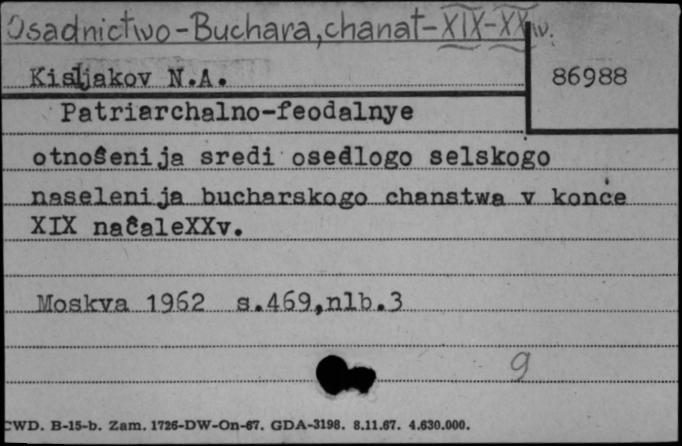 Osadnictwo-Buchara, chanat-XIX-XX w.
Kisljakov N.A.
86988
Patriarchalno-feodalnye
otnošenija sredi osedlogo selskogo
naselenija bucharskogo chanstwa v konce
XIX načaleXXv.
Moskva 1962 s.469,nlb.3
9
CWD. B-15-b. Zam. 1726-DW-On-67. GDA-3198. 8.11.67. 4.630.000.